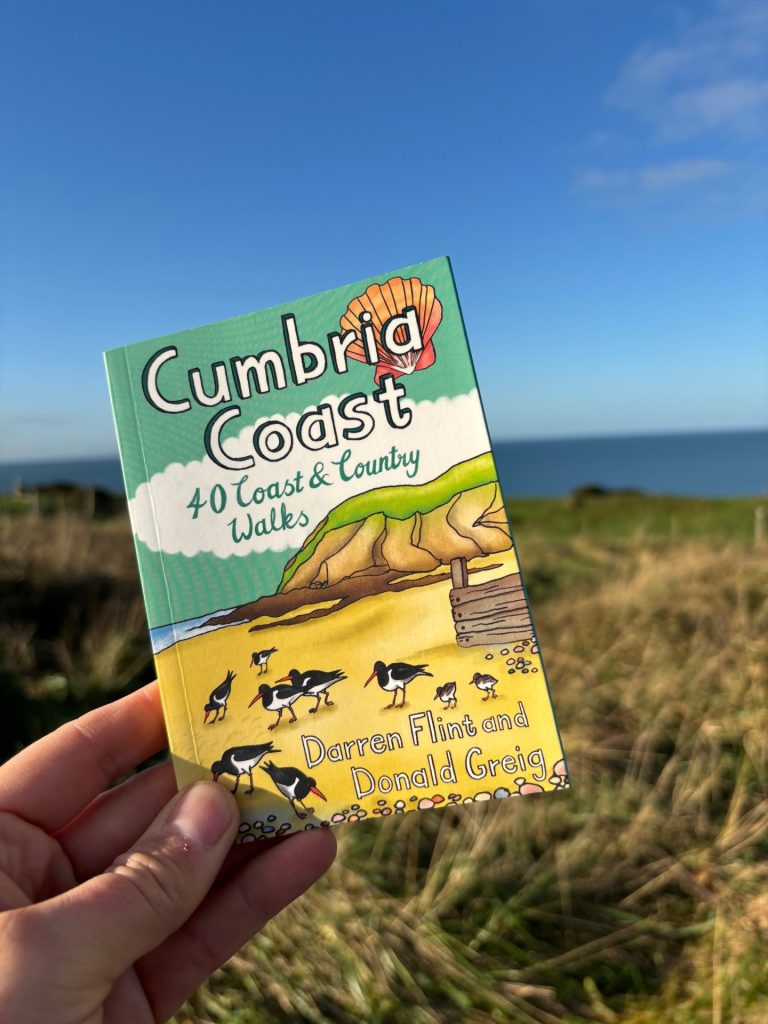 Cumbria
Coast
40 Coast & Country
Walks
Darren Flint and
Donald Greig